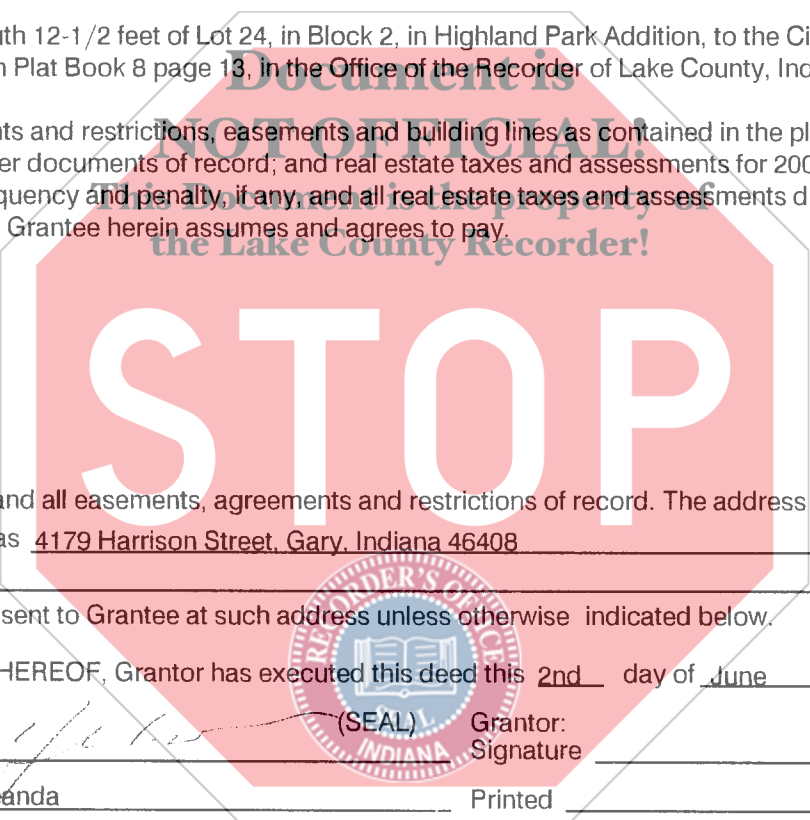 uth 12-1/2 feet of Lot 24, in Block 2, in Highland Park Addition, to the Ci
n Plat Book 8 page 13, in the Office of the Recorder of Lake County, Ind
Document is
NOT OFFICIAL!
This Document is the property of
the Lake County Recorder!
nts and restrictions, easements and building lines as contained in the pl
er documents of record; and real estate taxes and assessments for 200
quency and penalty, if any, and all real estate taxes and assessments d
Grantee herein assumes and agrees to pay.
STOP
and all easements, agreements and restrictions of record. The address
as 4179 Harrison Street, Gary, Indiana 46408
sent to Grantee at such address unless otherwise indicated below.
HEREOF, Grantor has executed this deed this 2nd day of June
(SEAL) Grantor:
Signature
eanda Printed
RECORDER'S OFFICE
SEAL
INDIANA